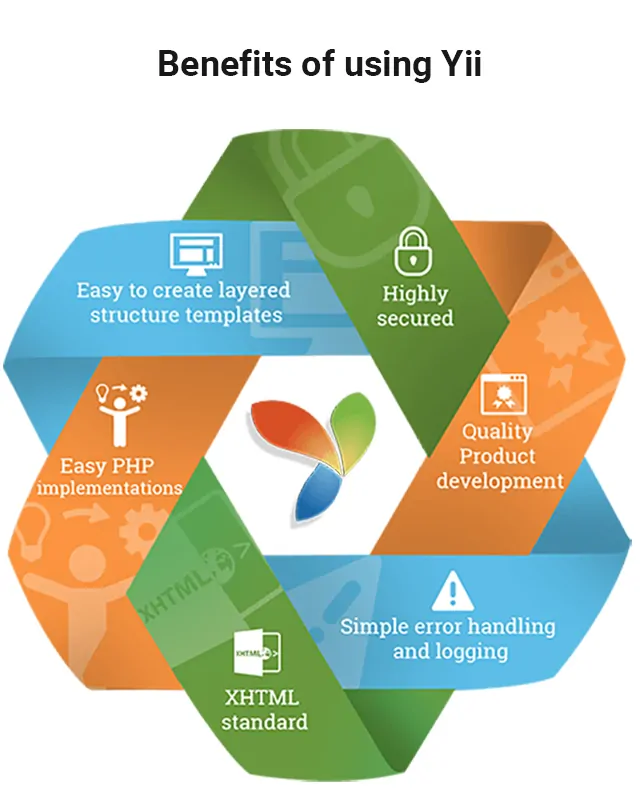 Benefits of using Yii
Easy to create layered
structure templates
Highly
secured
Quality
Product
development
Easy PHP
implementations
XHTML
Simple error handling
and logging
XHTML
XHTML
standard